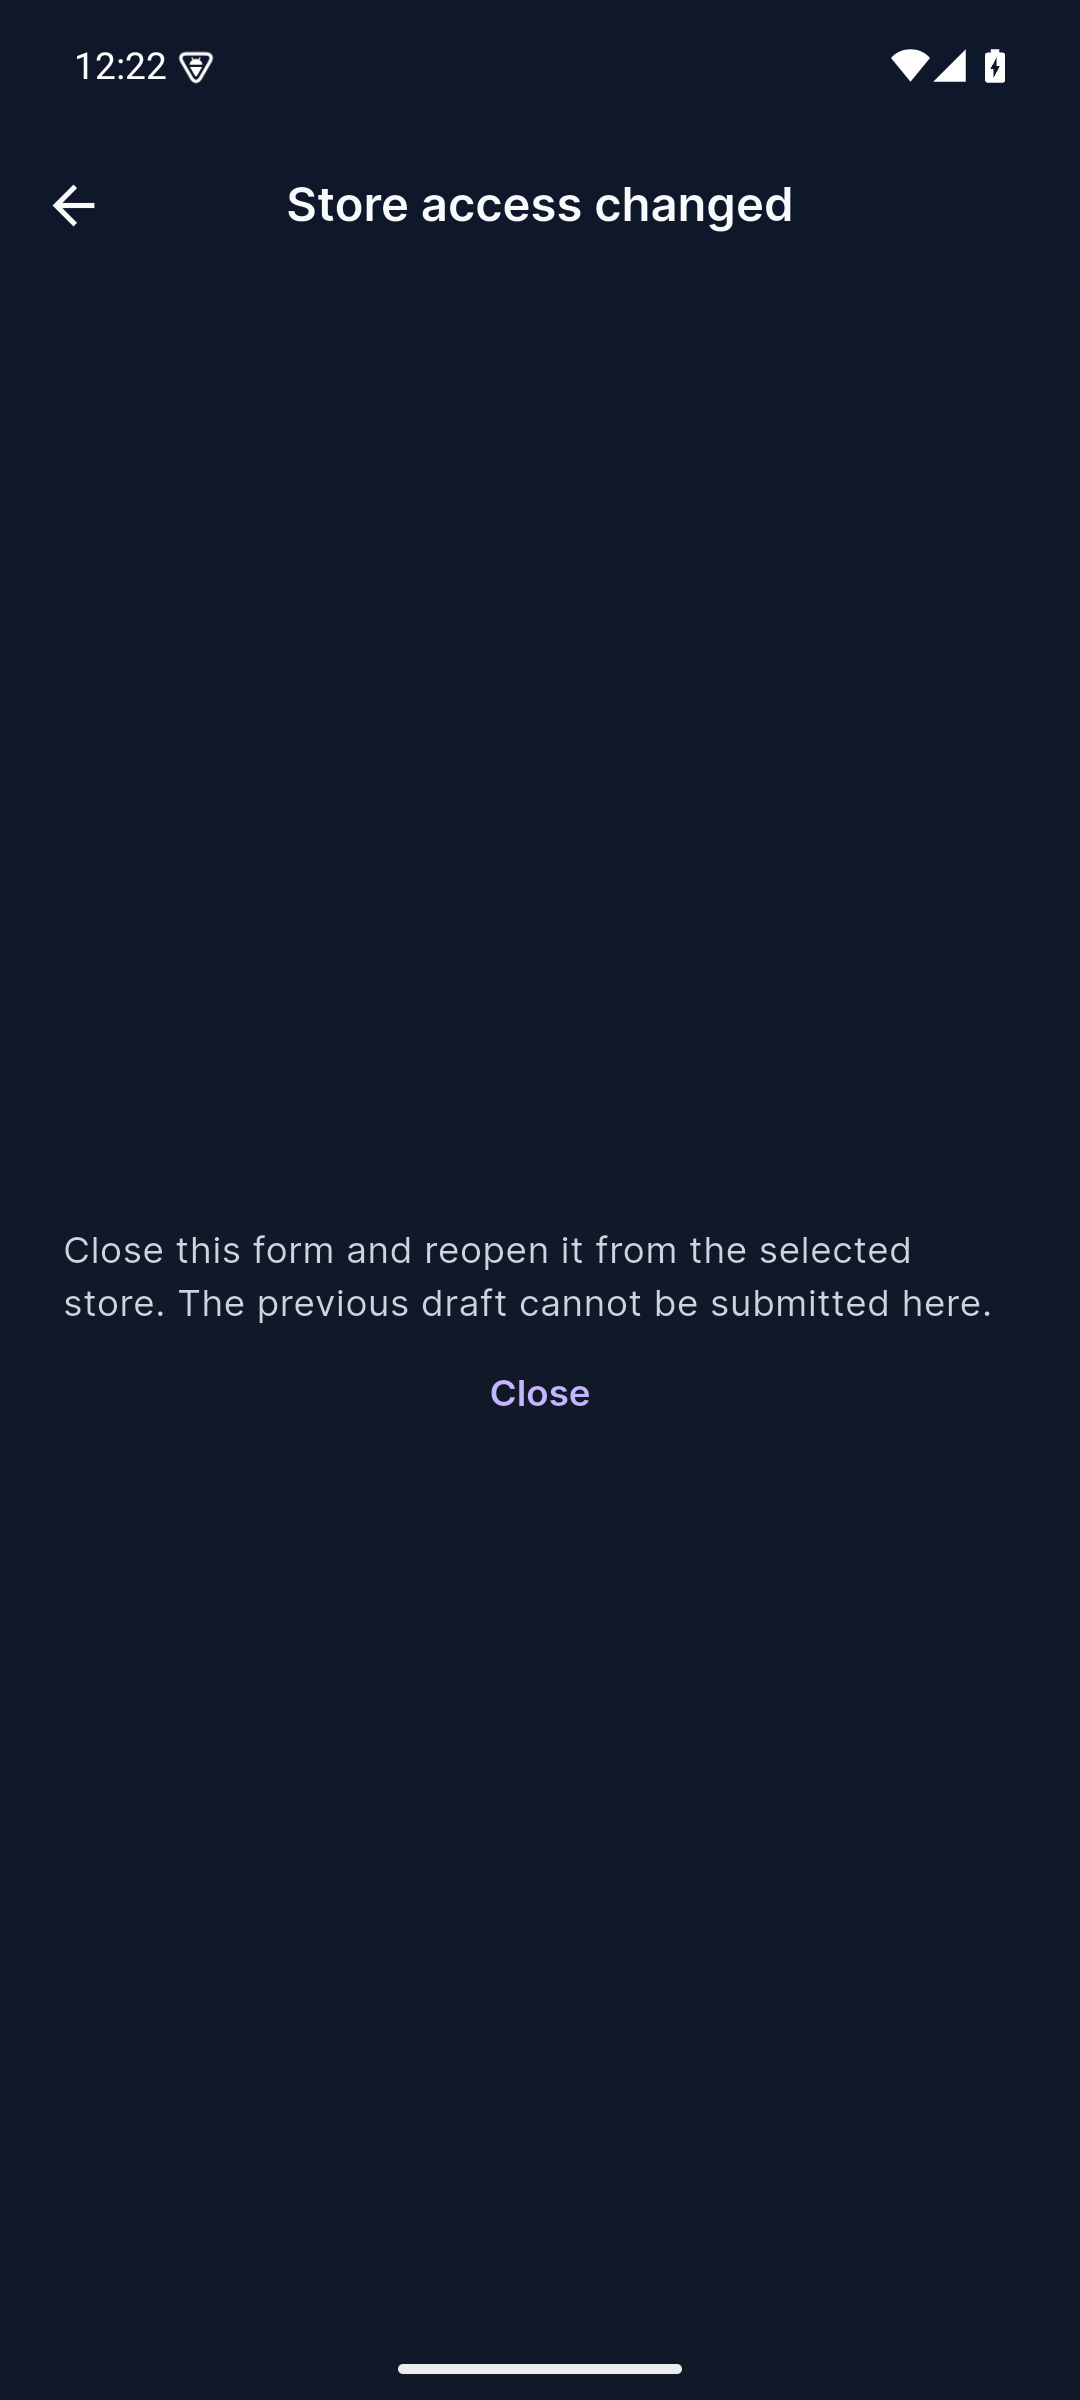 12:22
Store access changed
Close this form and reopen it from the selected
store. The previous draft cannot be submitted here.
Close